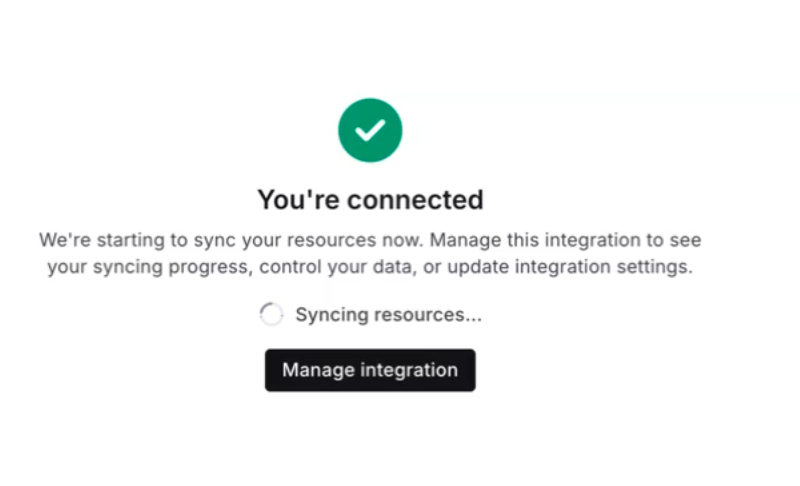 You're connected
We're starting to sync your resources now. Manage this integration to see
your syncing progress, control your data, or update integration settings.
Syncing resources...
Manage integration